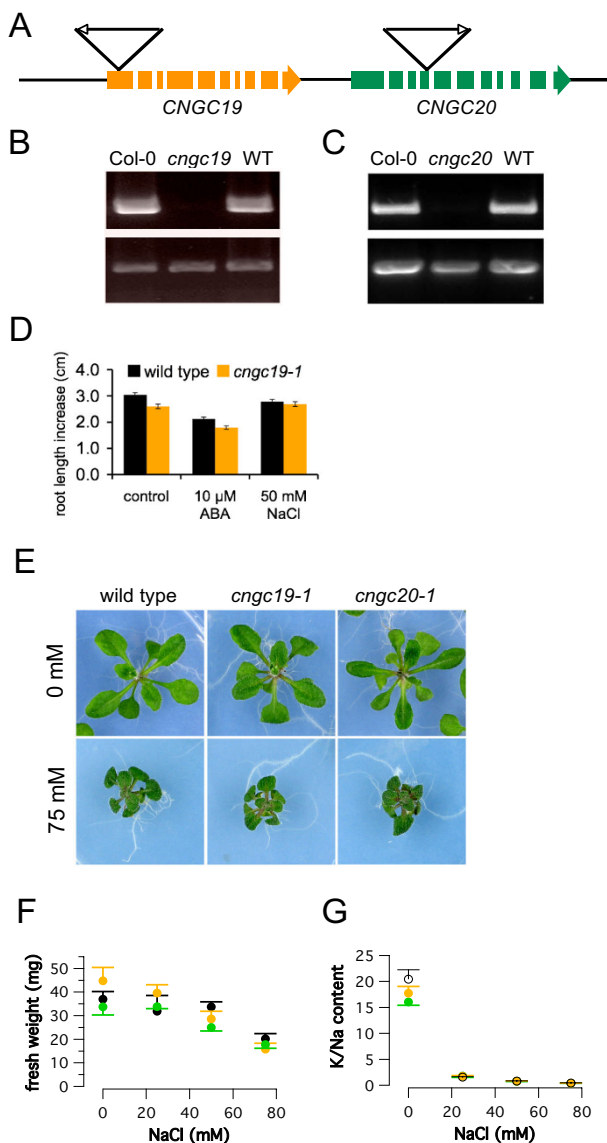 A
CNGC19 CNGC20
B
Col-0 cngc19 WT
C
Col-0 cngc20 WT
D
wild type cngc19-1
root length increase (cm)
4.0
3.0
2.0
1.0
0.0
control 10 µM ABA 50 mM NaCl
E
wild type cngc19-1 cngc20-1
0 mM
75 mM
F
fresh weight (mg)
50
40
30
20
10
0
0 20 40 60 80
NaCl (mM)
G
K/Na content
25
20
15
10
5
0
0 20 40 60 80
NaCl (mM)